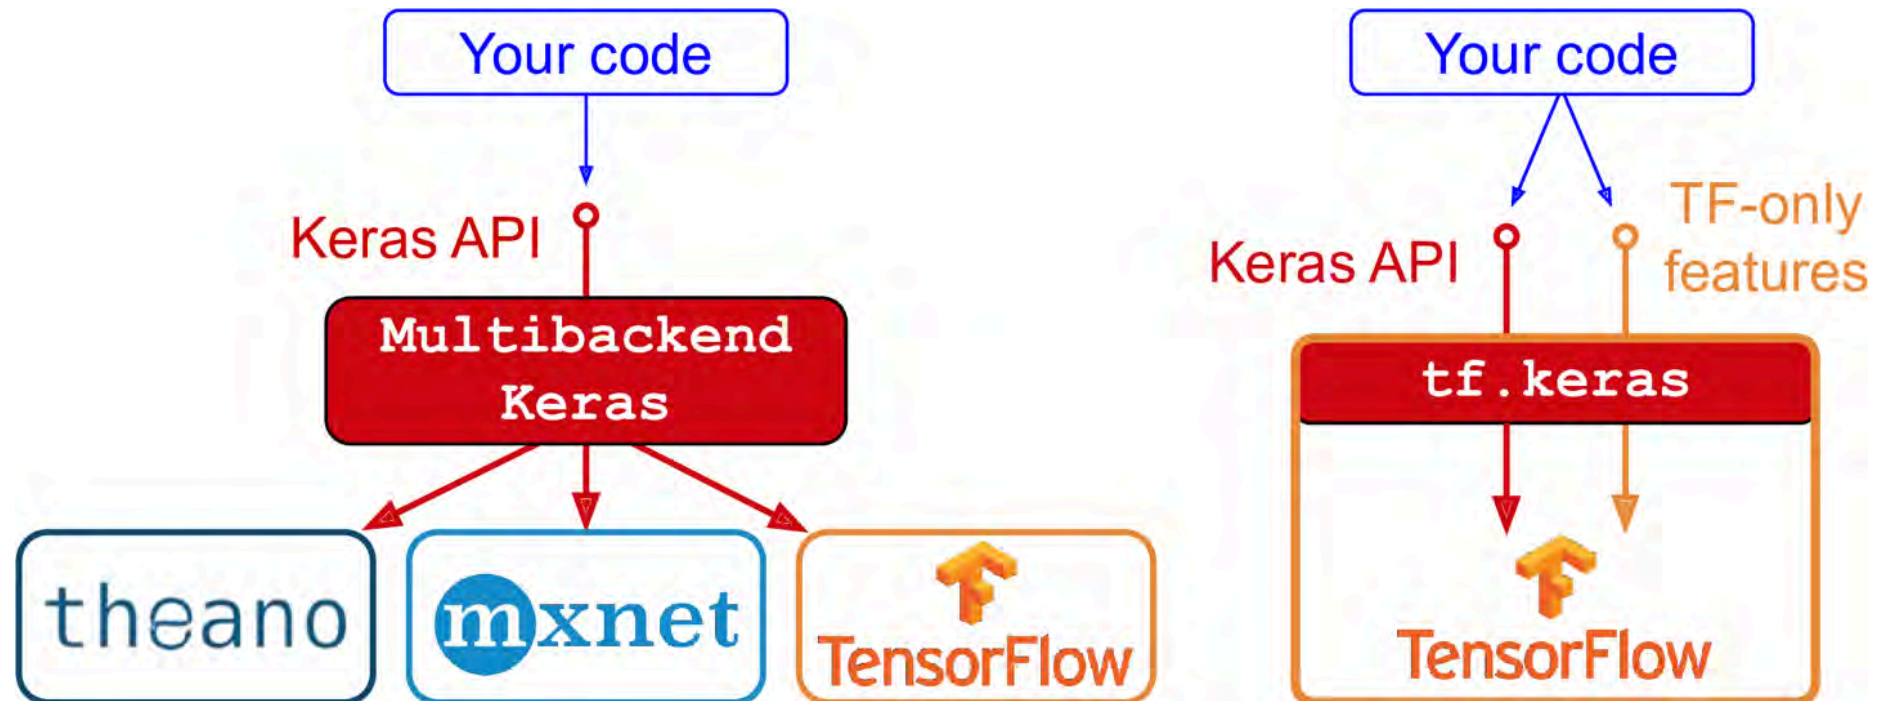 Your code
Keras API
Multibackend
Keras
theano
mxnet
TensorFlow
Your code
Keras API
TF-only
features
tf.keras
TensorFlow